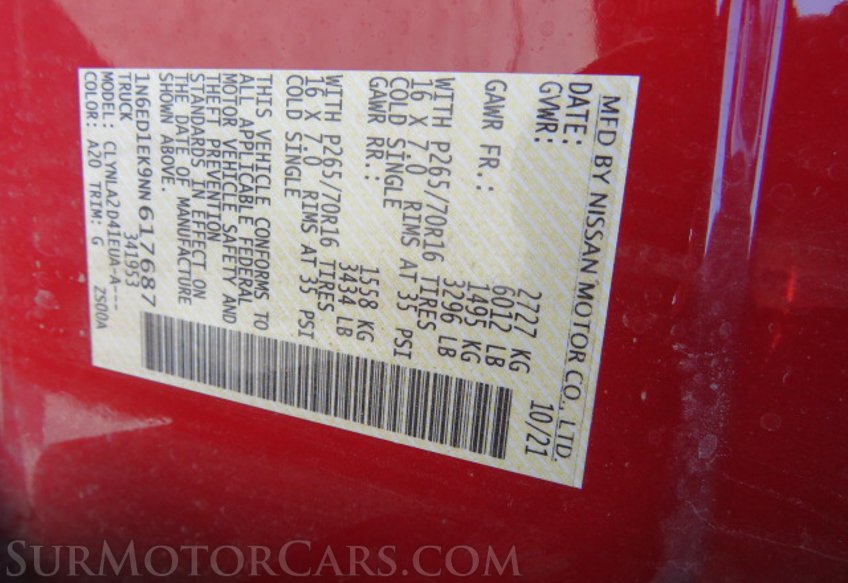 MFD BY NISSAN MOTOR CO., LTD.
DATE: 10/21
GVWR: 2727 KG
6012 LB
GAWR FR.: 1495 KG
3296 LB
WITH P265/70R16 TIRES
16 X 7.0 RIMS AT 35 PSI
COLD SINGLE
GAWR RR.: 1558 KG
3434 LB
WITH P265/70R16 TIRES
16 X 7.0 RIMS AT 35 PSI
COLD SINGLE
THIS VEHICLE CONFORMS TO
ALL APPLICABLE FEDERAL
MOTOR VEHICLE SAFETY AND
THEFT PREVENTION
STANDARDS IN EFFECT ON
THE DATE OF MANUFACTURE
SHOWN ABOVE.
1N6ED1EK9NN617687
TRUCK 341953
MODEL: CLYNLA2D41EUA-A---
COLOR: A20 TRIM: G ZS00A
SURMOTORCARS.COM